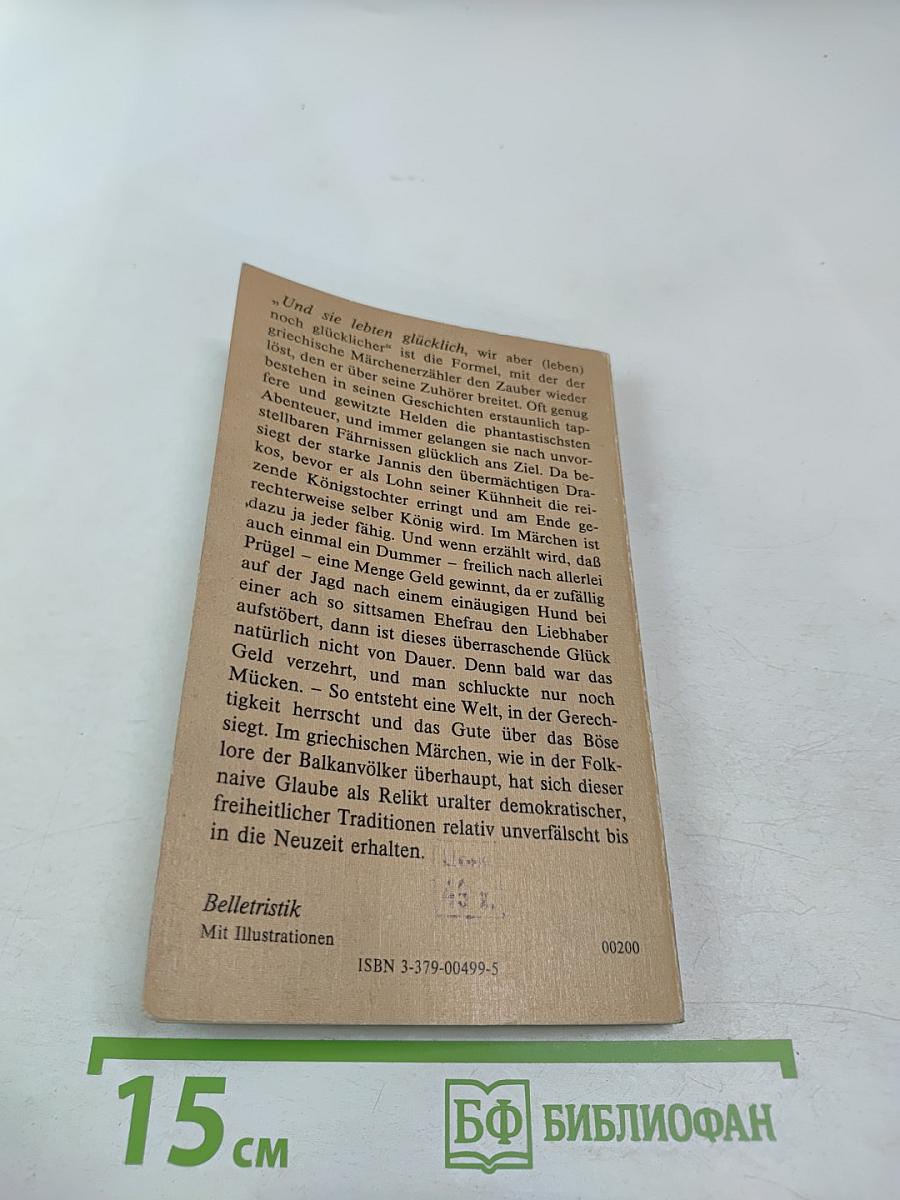 „Und sie lebten glücklich, wir aber (leben)
noch glücklicher“ ist die Formel, mit der der
griechische Märchenerzähler den Zauber wieder
löst, den er über seine Zuhörer breitet. Oft genug
bestehen in seinen Geschichten erstaunlich tap-
fere und gewitzte Helden die phantastischsten
Abenteuer, und immer gelangen sie nach unvor-
stellbaren Fährnissen glücklich ans Ziel. Da be-
siegt der starke Jannis den übermächtigen Dra-
kos, bevor er als Lohn seiner Kühnheit die rei-
zende Königstochter erringt und am Ende ge-
rechterweise selber König wird. Im Märchen ist
dazu ja jeder fähig. Und wenn erzählt wird, daß
auch einmal ein Dummer – freilich nach allerlei
Prügel – eine Menge Geld gewinnt, da er zufällig
auf der Jagd nach einem einäugigen Hund bei
einer ach so sittsamen Ehefrau den Liebhaber
aufstöbert, dann ist dieses überraschende Glück
natürlich nicht von Dauer. Denn bald war das
Geld verzehrt, und man schluckte nur noch
Mücken. – So entsteht eine Welt, in der Gerech-
tigkeit herrscht und das Gute über das Böse
siegt. Im griechischen Märchen, wie in der Folk-
lore der Balkanvölker überhaupt, hat sich dieser
naive Glaube als Relikt uralter demokratischer,
freiheitlicher Traditionen relativ unverfälscht bis
in die Neuzeit erhalten.
Belletristik
Mit Illustrationen
00200
ISBN 3-379-00499-5
15 см
БФ БИБЛИОФАН